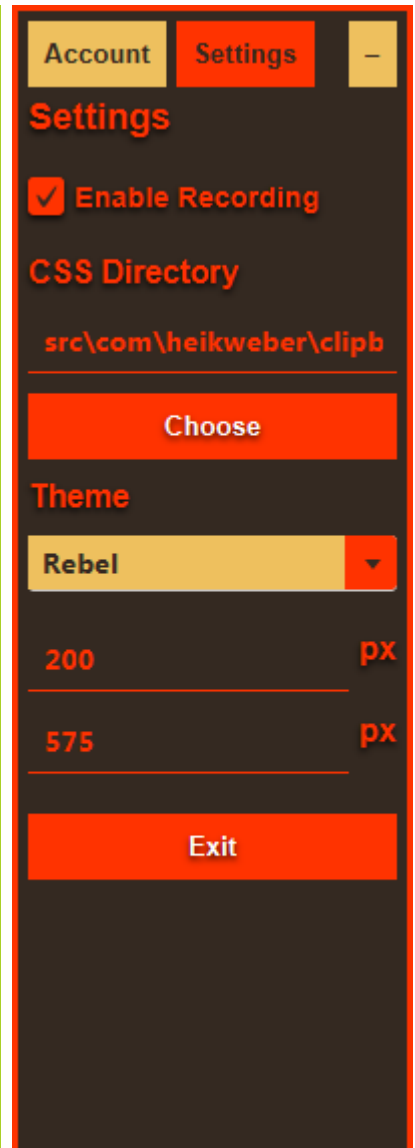 Account Settings –
Settings
Enable Recording
CSS Directory
src\com\heikweber\clipb
Choose
Theme
Rebel
200 px
575 px
Exit